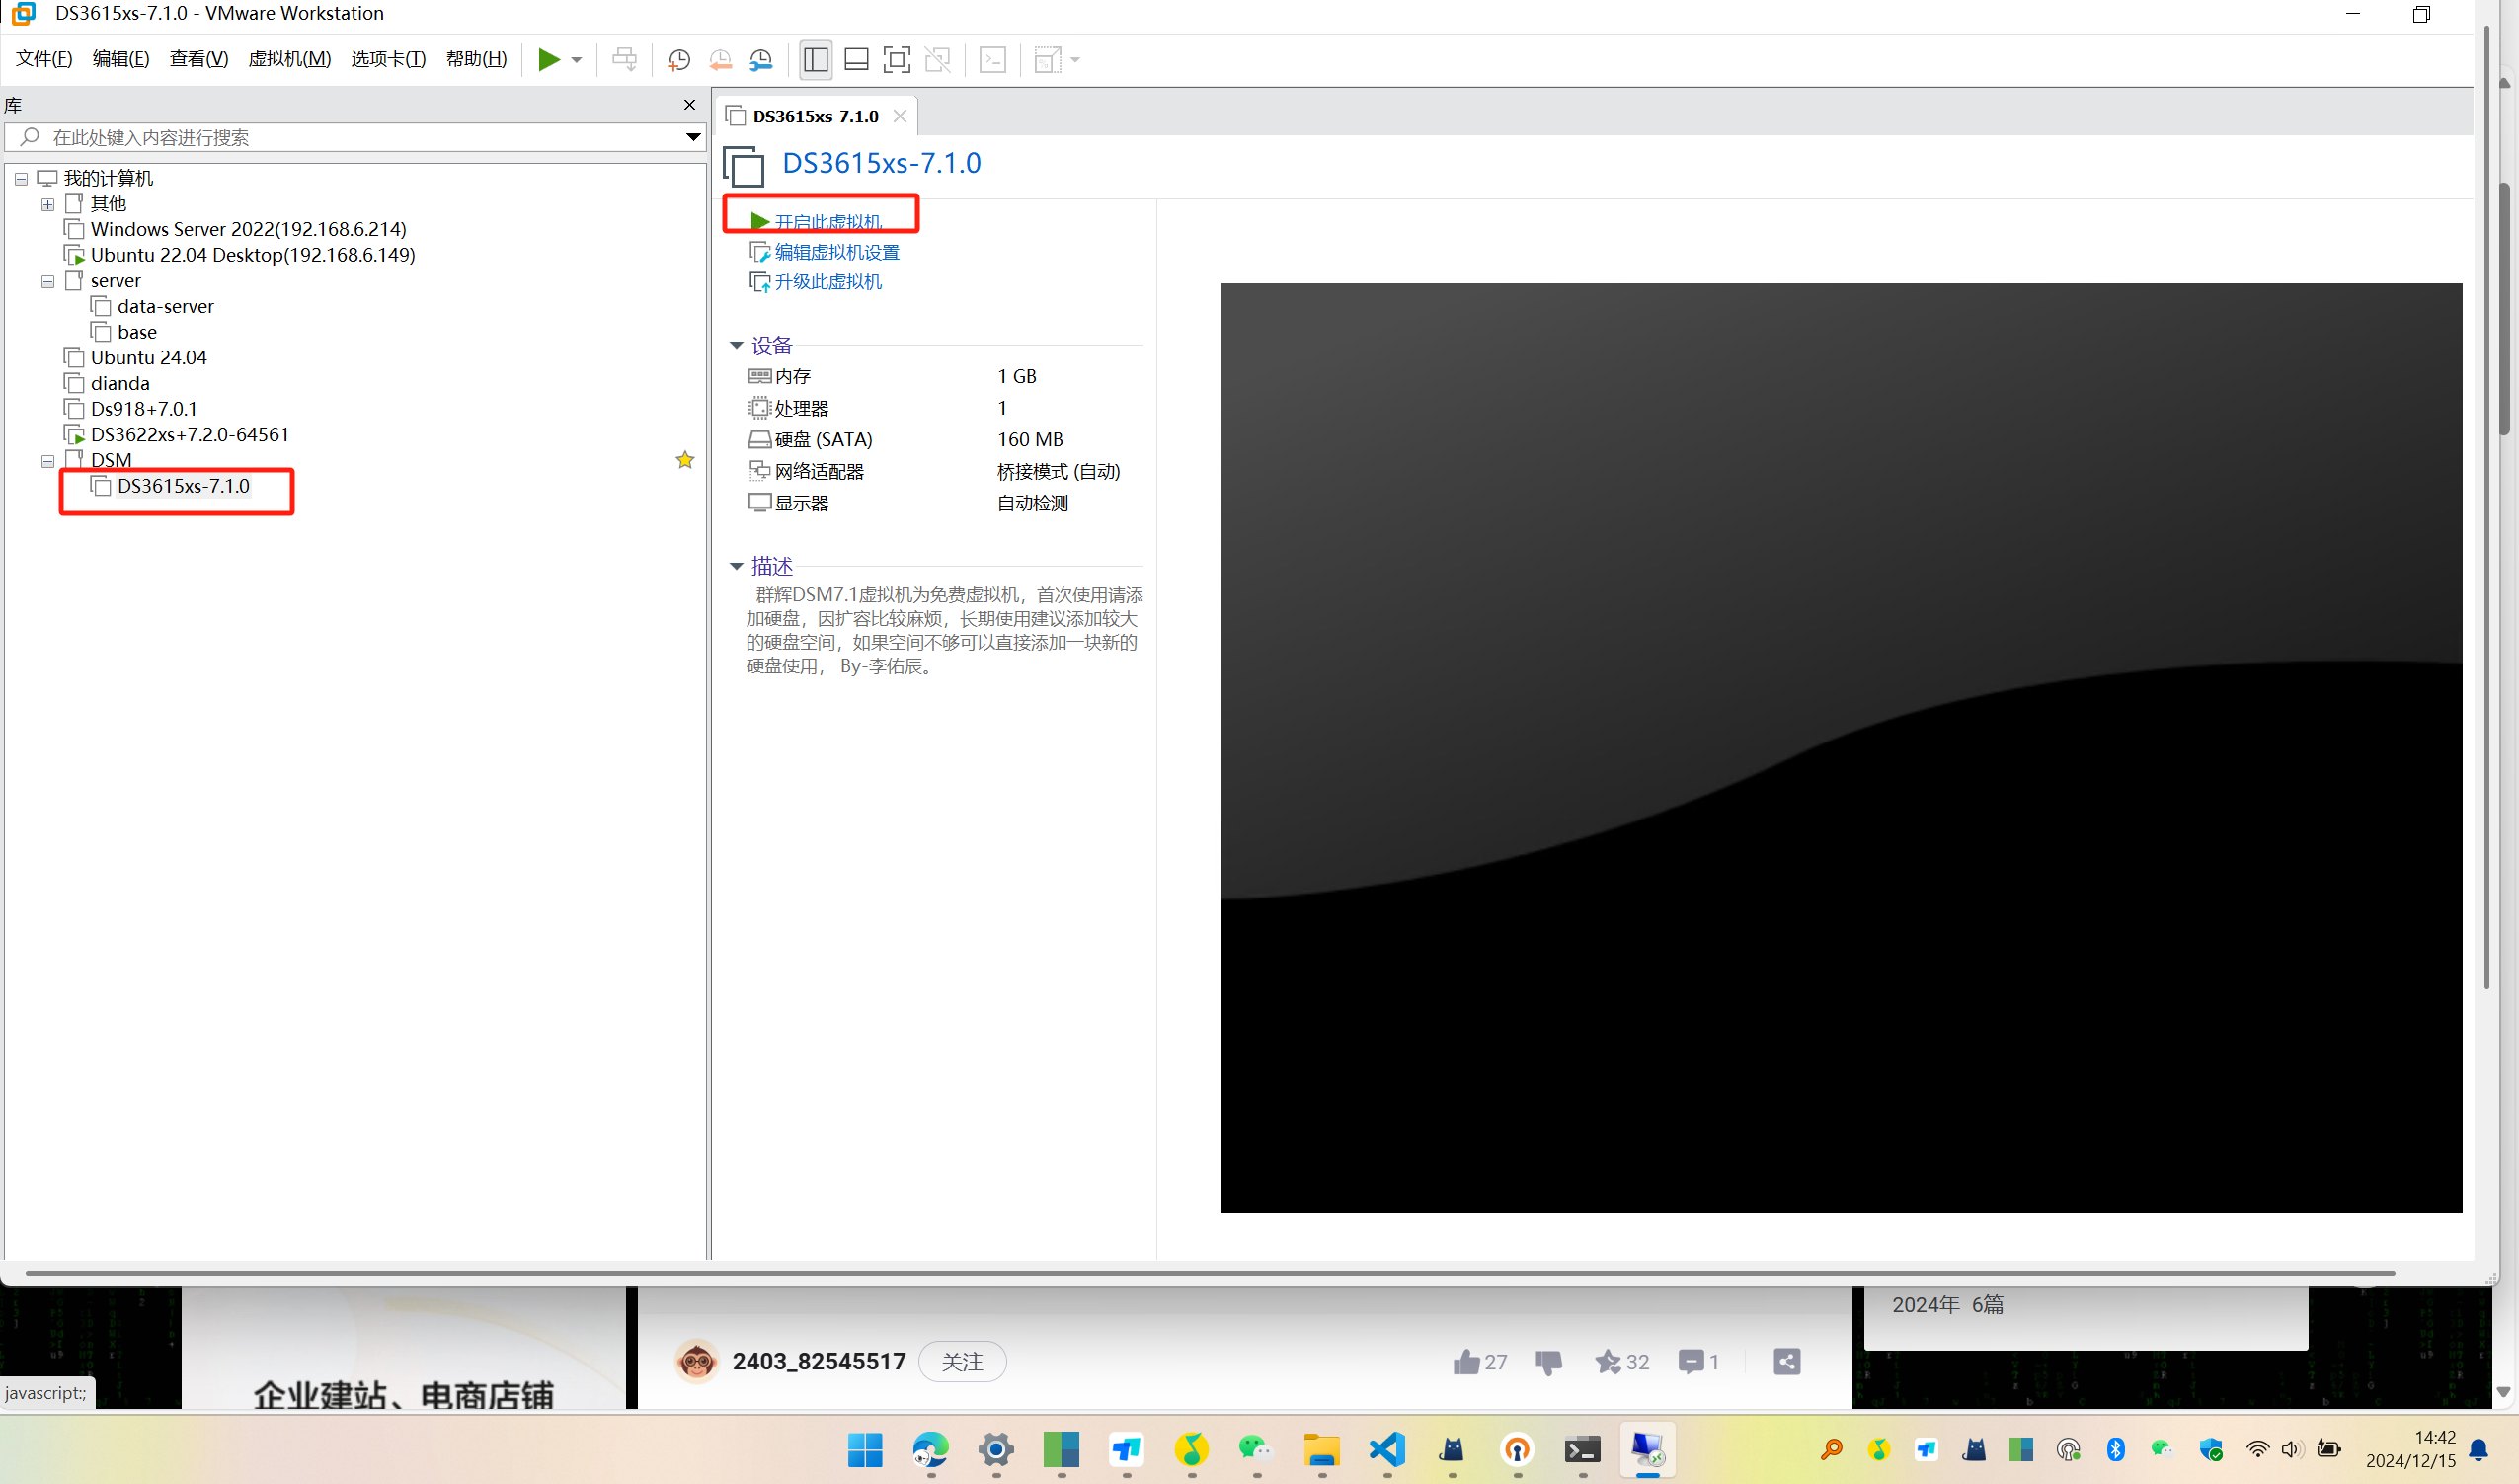 DS3615xs-7.1.0 - VMware Workstation
文件(F) 编辑(E) 查看(V) 虚拟机(M) 选项卡(T) 帮助(H)
库
在此处键入内容进行搜索
我的计算机
其他
Windows Server 2022(192.168.6.214)
Ubuntu 22.04 Desktop(192.168.6.149)
server
data-server
base
Ubuntu 24.04
dianda
Ds918+7.0.1
DS3622xs+7.2.0-64561
DSM
DS3615xs-7.1.0
DS3615xs-7.1.0
DS3615xs-7.1.0
开启此虚拟机
编辑虚拟机设置
升级此虚拟机
设备
内存 1 GB
处理器 1
硬盘 (SATA) 160 MB
网络适配器 桥接模式 (自动)
显示器 自动检测
描述
群辉DSM7.1虚拟机为免费虚拟机，首次使用请添
加硬盘，因扩容比较麻烦，长期使用建议添加较大
的硬盘空间，如果空间不够可以直接添加一块新的
硬盘使用， By-李佑辰。
2024年 6篇
2403_82545517 关注 27 32 1
企业建站、电商店铺
javascript:;
14:42
2024/12/15